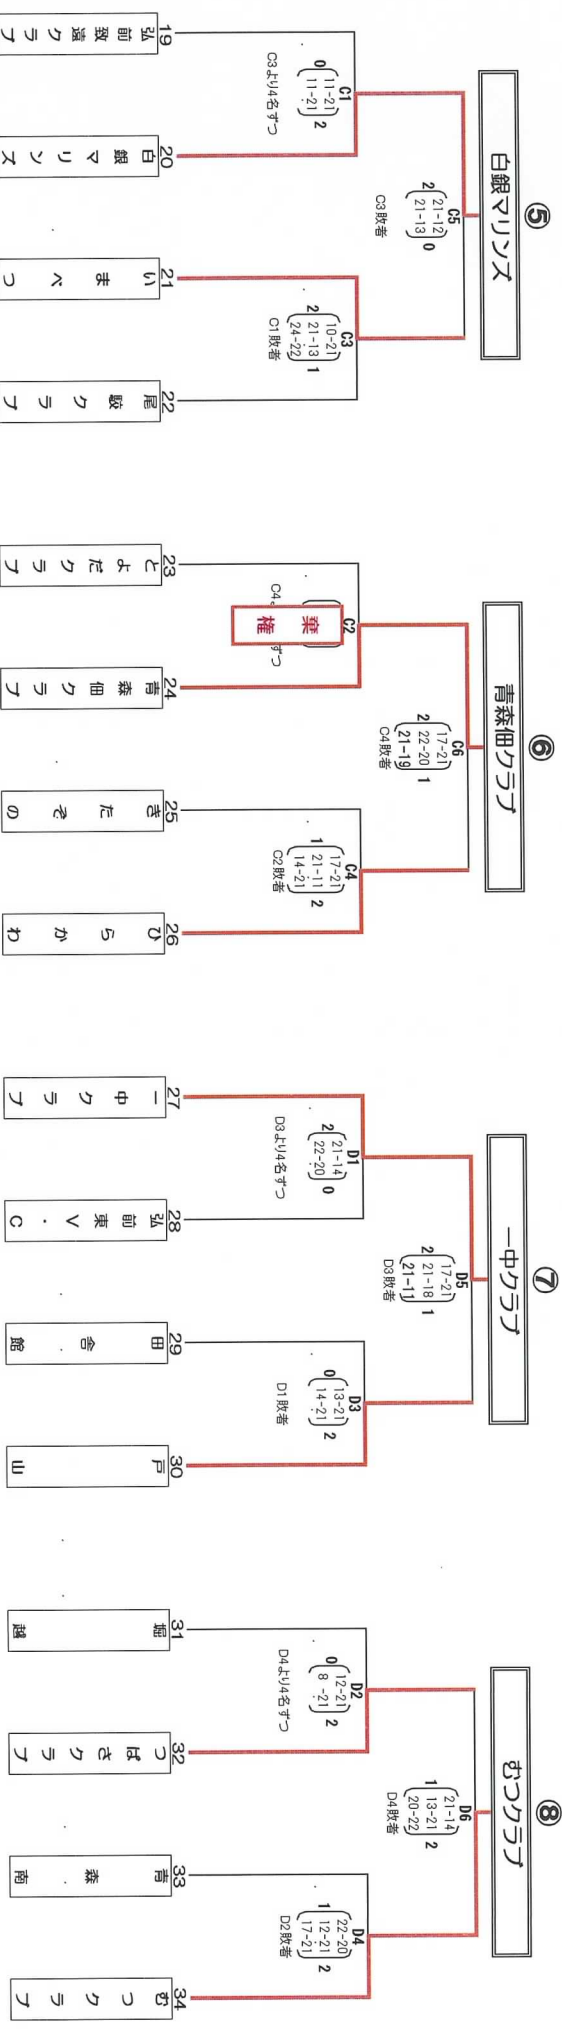 ⑤
白銀マリンズ
C5
2 21-12 0
21-13
C3敗者
C1
0 11-21 2
11-21
C3より4名ずつ
C3
10-21
2 21-13 1
24-22
C1敗者
19
弘前致遠クラブ
20
白銀マリンズ
21
いまべつ
22
尾駮クラブ
⑥
青森佃クラブ
C6
17-21
2 22-20 1
21-19
C4敗者
C2
棄権
C4
ずつ
C4
17-21
1 21-11 2
14-21
C2敗者
23
とよだクラブ
24
青森佃クラブ
25
きたぞの
26
ひらかわ
⑦
一中クラブ
D5
17-21
2 21-18 1
21-11
D3敗者
D1
2 21-14 0
22-20
D3より4名ずつ
D3
0 13-21 2
14-21
D1敗者
27
一中クラブ
28
弘前東V・C
29
田舎館
30
戸山
⑧
むつクラブ
D6
21-14
1 13-21 2
20-22
D4敗者
D2
0 12-21 2
8-21
D4より4名ずつ
D4
22-20
1 12-21 2
17-21
D2敗者
31
堀越
32
つばさクラブ
33
青森南
34
むつクラブ